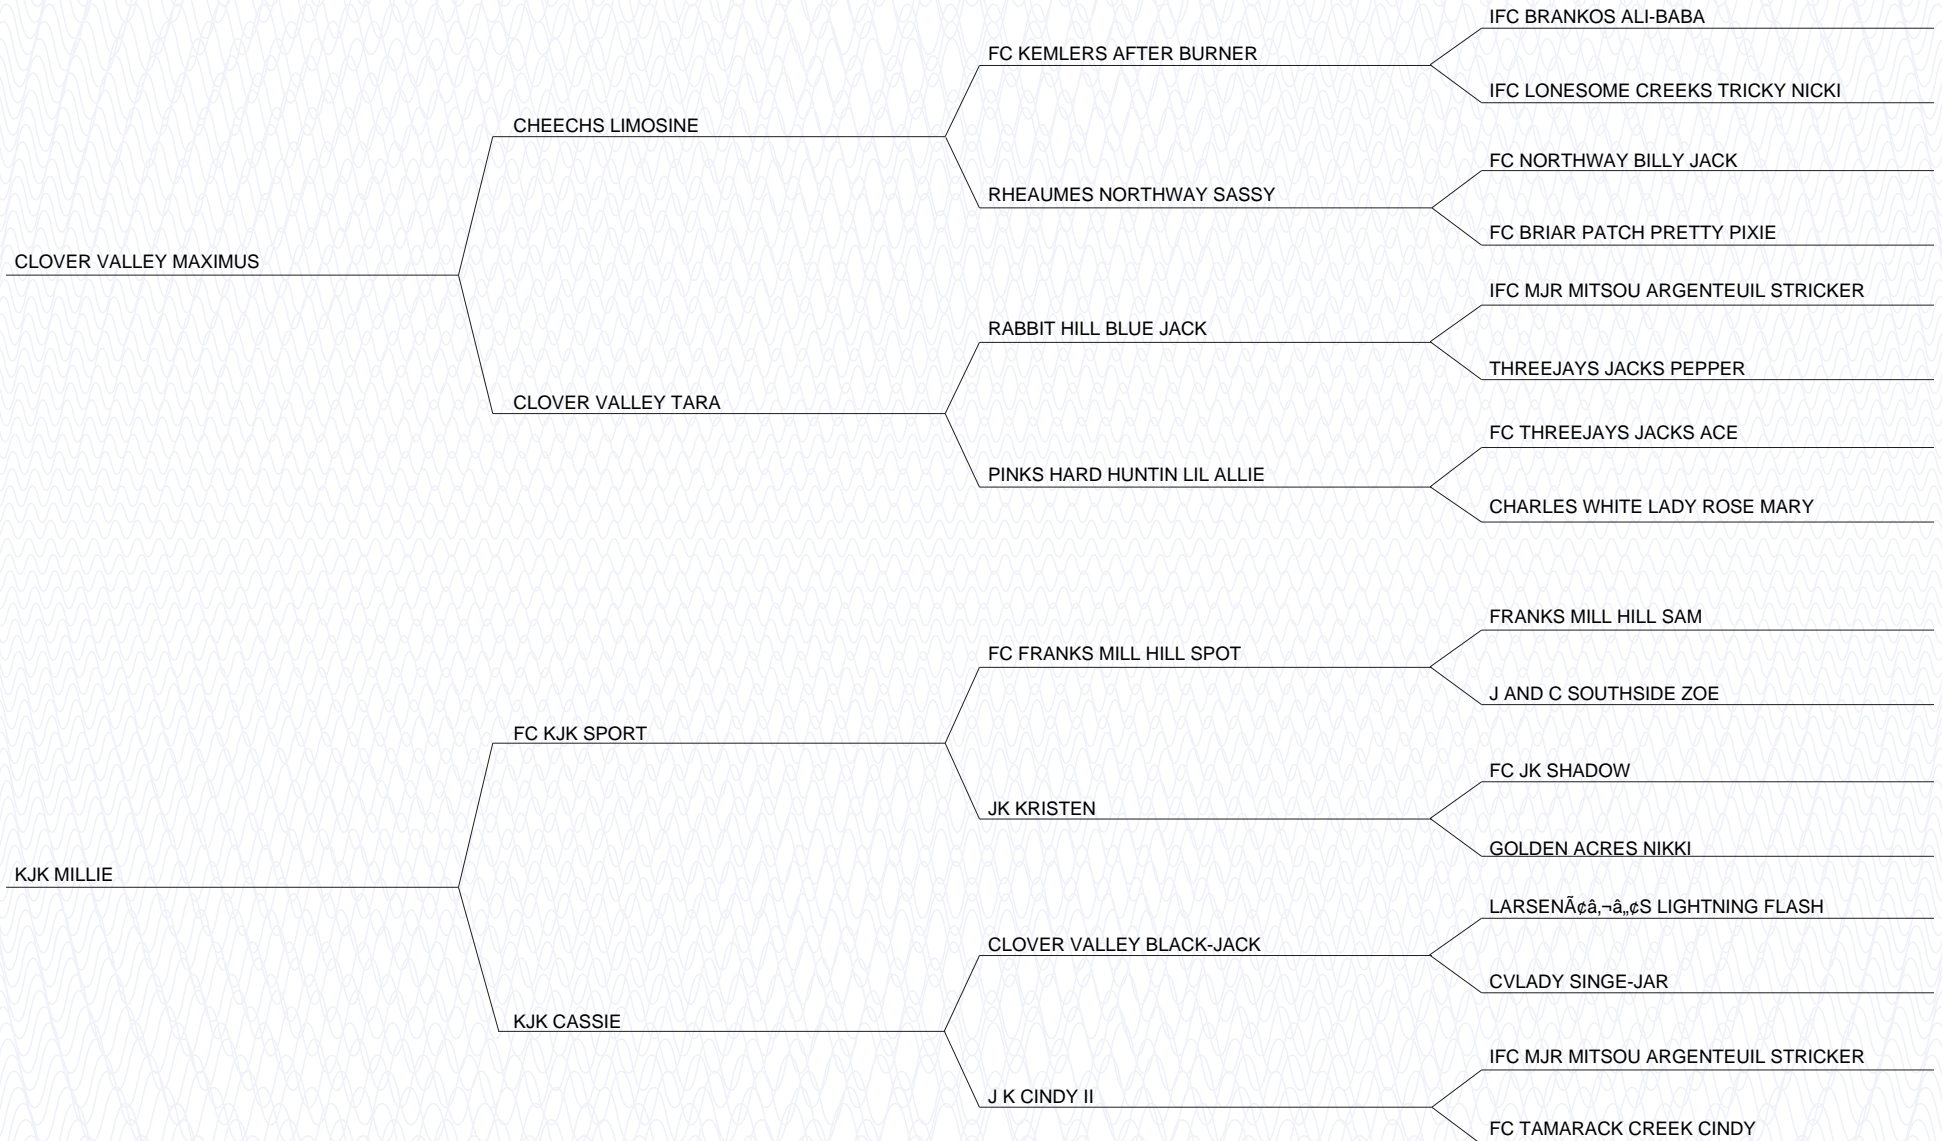 IFC BRANKOS ALI-BABA
FC KEMLERS AFTER BURNER
IFC LONESOME CREEKS TRICKY NICKI
CHEECHS LIMOSINE
FC NORTHWAY BILLY JACK
RHEAUMES NORTHWAY SASSY
FC BRIAR PATCH PRETTY PIXIE
CLOVER VALLEY MAXIMUS
IFC MJR MITSOU ARGENTEUIL STRICKER
RABBIT HILL BLUE JACK
THREEJAYS JACKS PEPPER
CLOVER VALLEY TARA
FC THREEJAYS JACKS ACE
PINKS HARD HUNTIN LIL ALLIE
CHARLES WHITE LADY ROSE MARY
FRANKS MILL HILL SAM
FC FRANKS MILL HILL SPOT
J AND C SOUTHSIDE ZOE
FC KJK SPORT
FC JK SHADOW
JK KRISTEN
GOLDEN ACRES NIKKI
KJK MILLIE
LARSENÃ¢â‚¬â„¢S LIGHTNING FLASH
CLOVER VALLEY BLACK-JACK
CVLADY SINGE-JAR
KJK CASSIE
IFC MJR MITSOU ARGENTEUIL STRICKER
J K CINDY II
FC TAMARACK CREEK CINDY